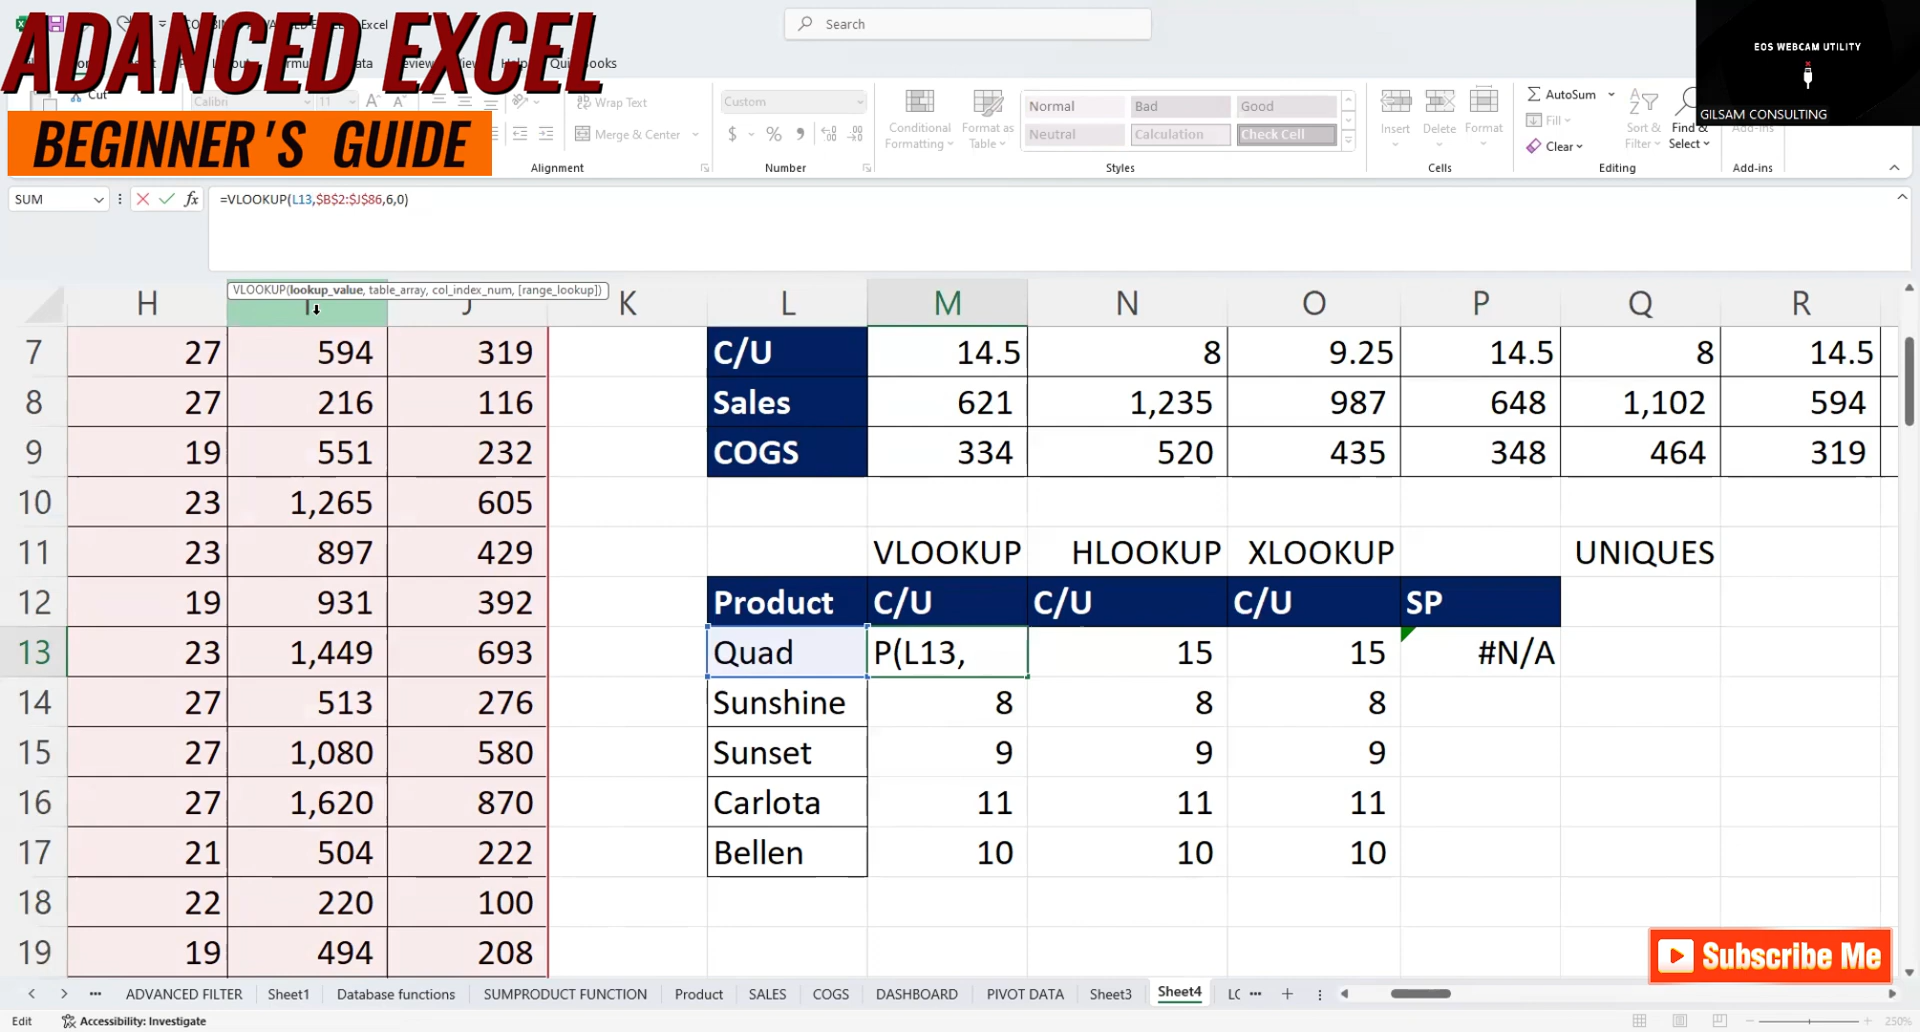 ADANCED EXCEL
BEGINNER'S GUIDE
Excel
Search
EOS WEBCAM UTILITY
GILSAM CONSULTING
Cut
Calibri
11
Wrap Text
Merge & Center
Alignment
Custom
$ % ,
Number
Conditional Formatting
Format as Table
Normal Bad Good
Neutral Calculation Check Cell
Styles
Insert Delete Format
Cells
AutoSum
Fill
Clear
Sort & Filter
Find & Select
Editing
Add-ins
Add-ins
SUM
fx
=VLOOKUP(L13,$B$2:$J$86,6,0)
VLOOKUP(lookup_value, table_array, col_index_num, [range_lookup])
H J K L M N O P Q R
7 27 594 319 C/U 14.5 8 9.25 14.5 8 14.5
8 27 216 116 Sales 621 1,235 987 648 1,102 594
9 19 551 232 COGS 334 520 435 348 464 319
10 23 1,265 605
11 23 897 429 VLOOKUP HLOOKUP XLOOKUP UNIQUES
12 19 931 392 Product C/U C/U C/U SP
13 23 1,449 693 Quad P(L13, 15 15 #N/A
14 27 513 276 Sunshine 8 8 8
15 27 1,080 580 Sunset 9 9 9
16 27 1,620 870 Carlota 11 11 11
17 21 504 222 Bellen 10 10 10
18 22 220 100
19 19 494 208
Subscribe Me
... ADVANCED FILTER Sheet1 Database functions SUMPRODUCT FUNCTION Product SALES COGS DASHBOARD PIVOT DATA Sheet3 Sheet4 LC ...
Edit
Accessibility: Investigate
250%